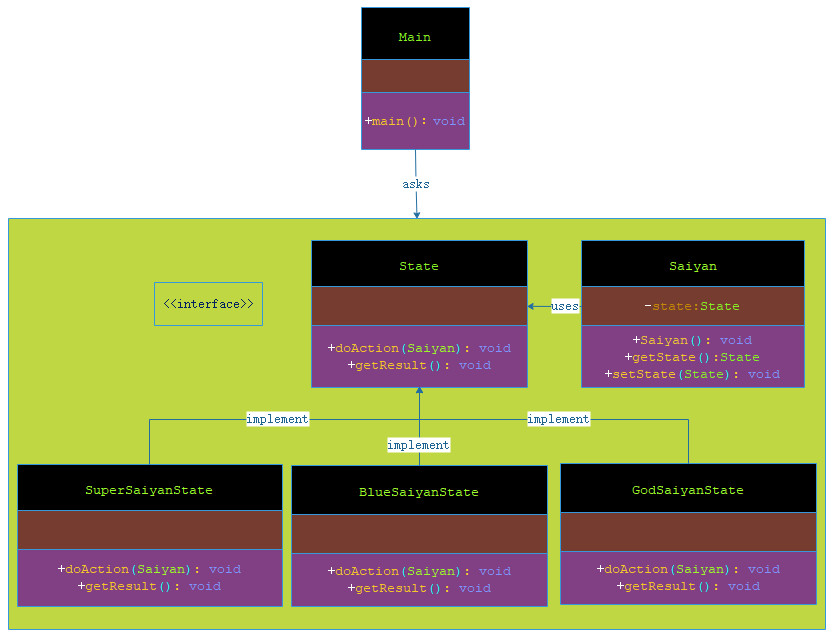 Main
+main(): void
asks
State
Saiyan
<<interface>>
-state:State
uses
+doAction(Saiyan): void
+getResult(): void
+Saiyan(): void
+getState():State
+setState(State): void
implement
implement
implement
SuperSaiyanState
BlueSaiyanState
GodSaiyanState
+doAction(Saiyan): void
+getResult(): void
+doAction(Saiyan): void
+getResult(): void
+doAction(Saiyan): void
+getResult(): void